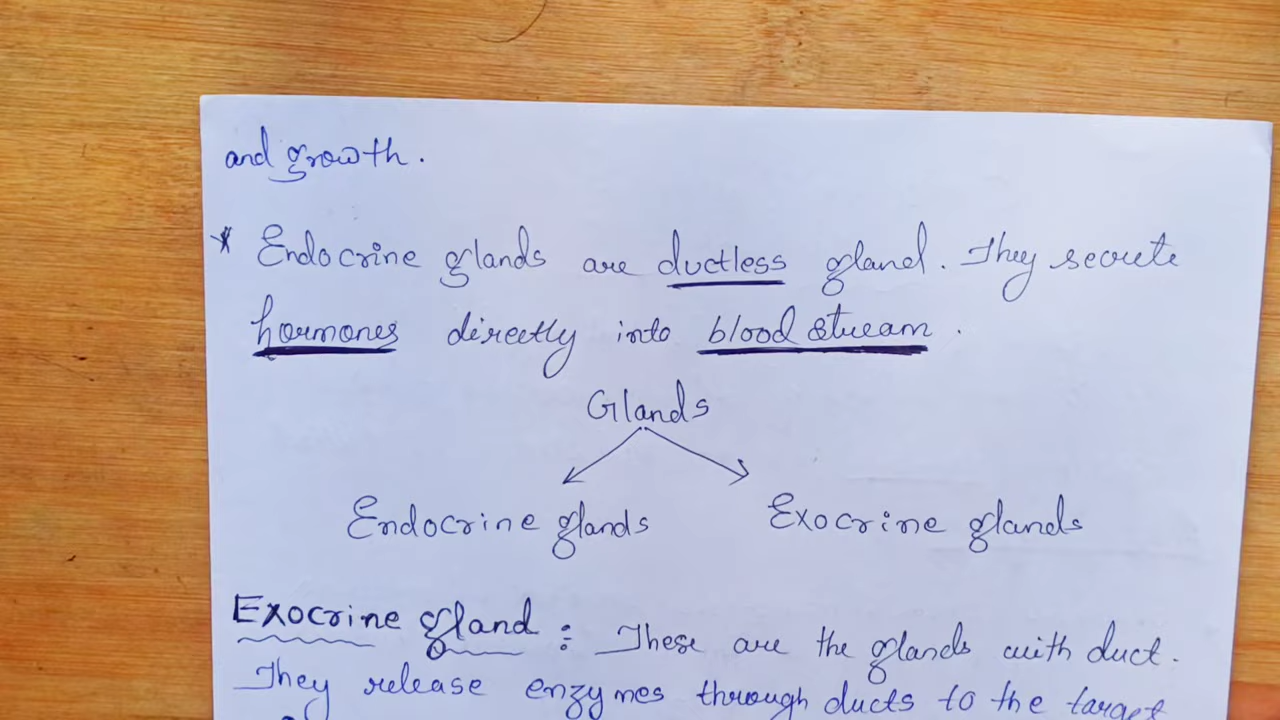 and growth.
* Endocrine glands are ductless gland. They secrete
hormones directly into blood stream.
Glands
Endocrine glands Exocrine glands
Exocrine gland : These are the glands with duct.
They release enzymes through ducts to the target